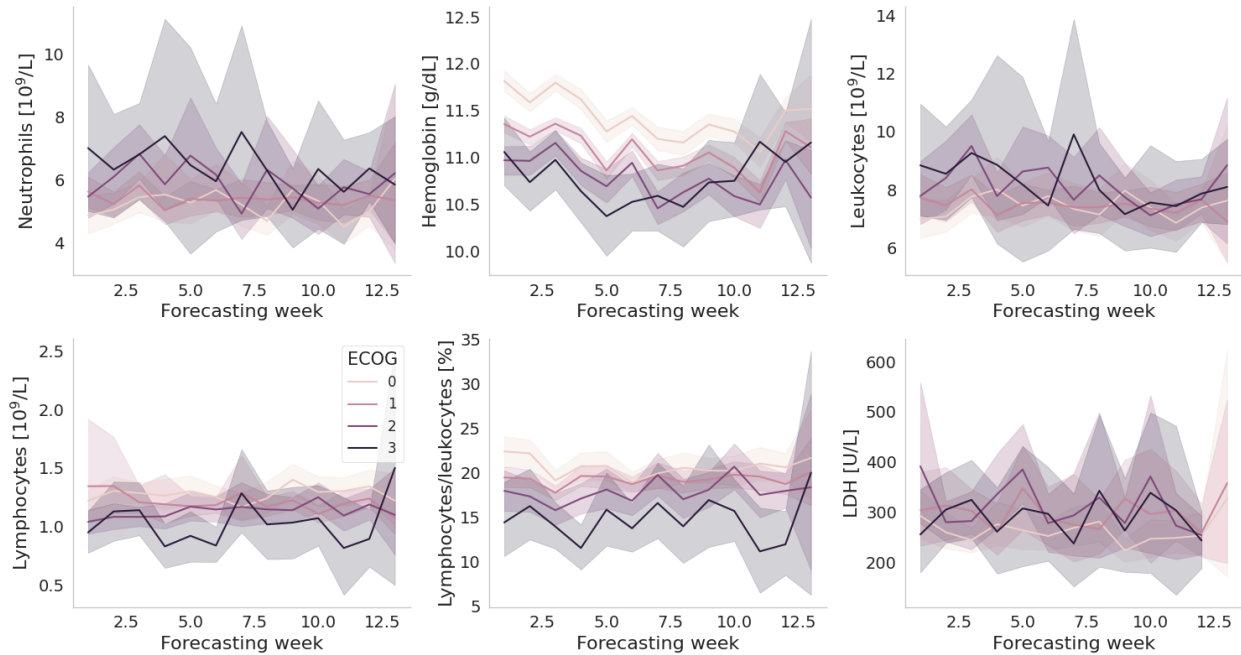 Neutrophils [10⁹/L]
10
8
6
4
2.5 5.0 7.5 10.0 12.5
Forecasting week
Hemoglobin [g/dL]
12.5
12.0
11.5
11.0
10.5
10.0
2.5 5.0 7.5 10.0 12.5
Forecasting week
Leukocytes [10⁹/L]
14
12
10
8
6
2.5 5.0 7.5 10.0 12.5
Forecasting week
Lymphocytes [10⁹/L]
2.5
2.0
1.5
1.0
0.5
ECOG
0
1
2
3
2.5 5.0 7.5 10.0 12.5
Forecasting week
Lymphocytes/leukocytes [%]
35
30
25
20
15
10
5
2.5 5.0 7.5 10.0 12.5
Forecasting week
LDH [U/L]
600
500
400
300
200
2.5 5.0 7.5 10.0 12.5
Forecasting week